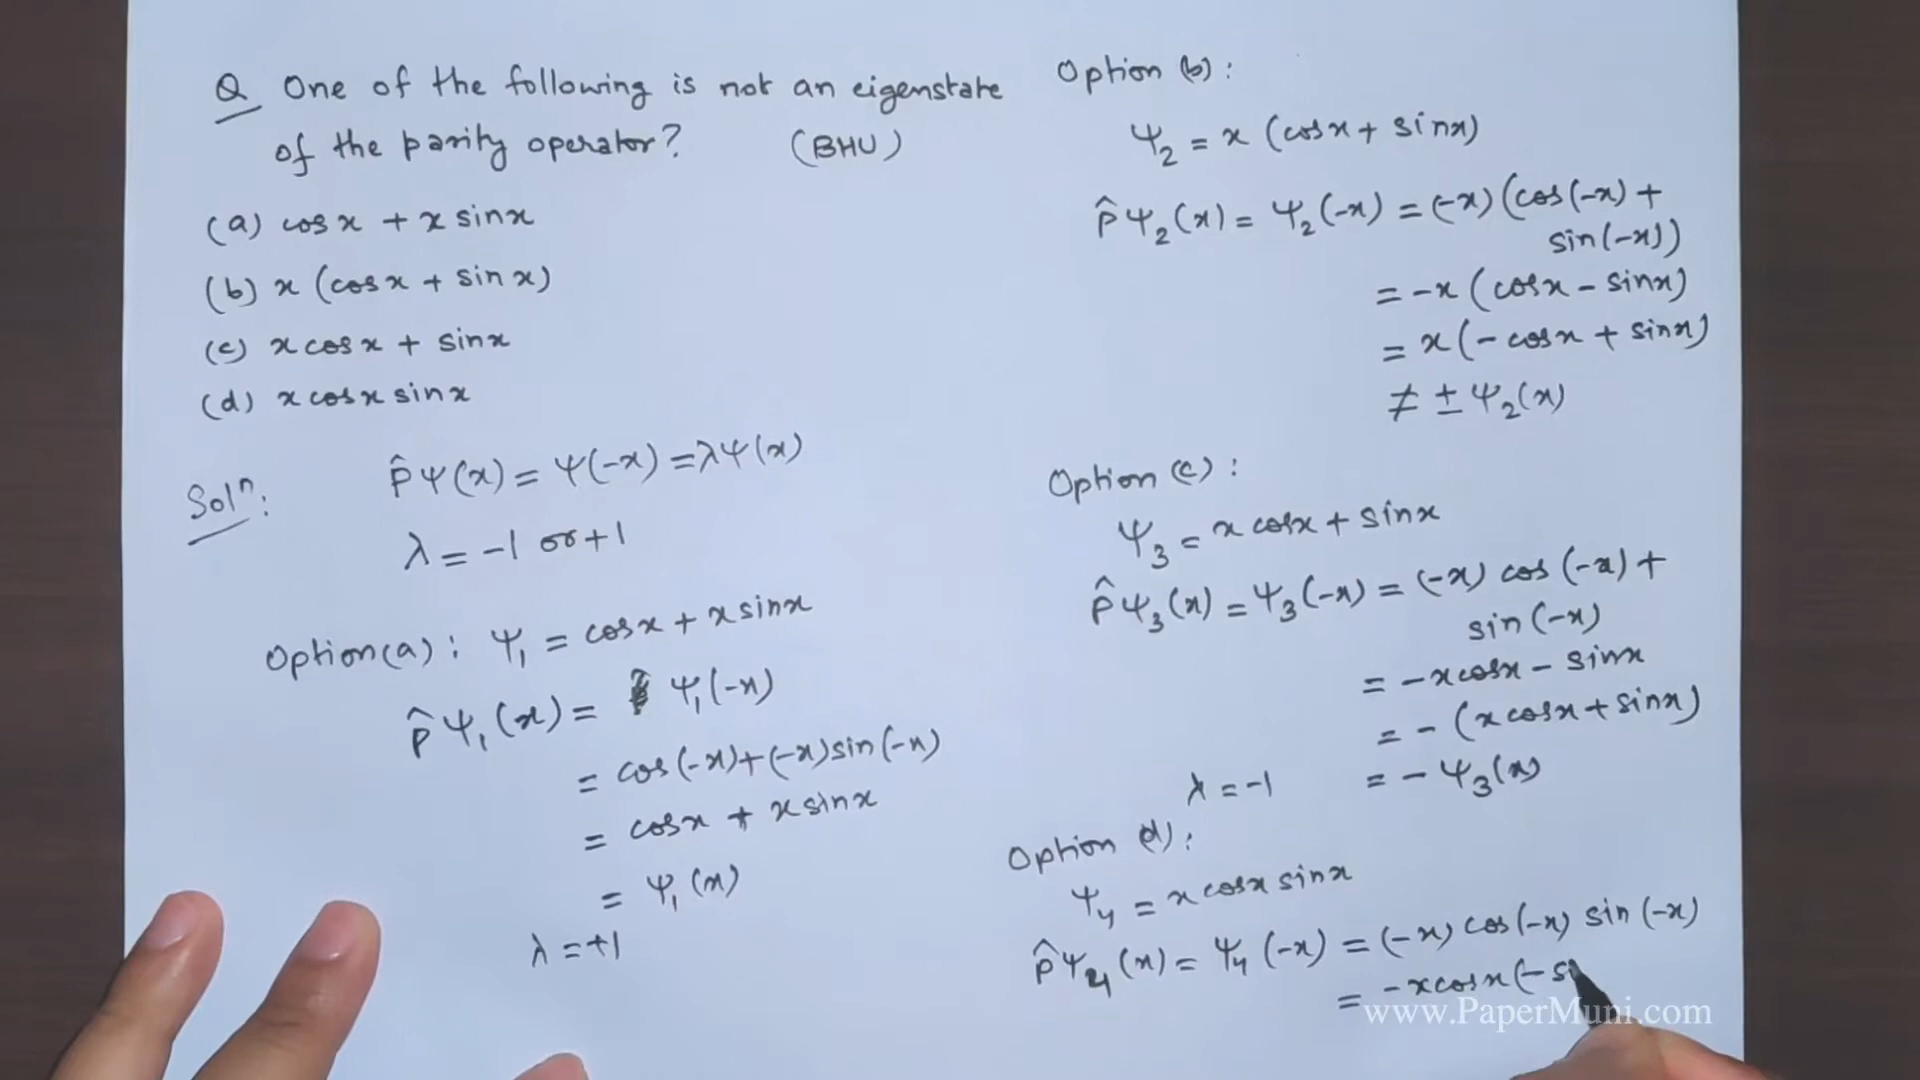 Q One of the following is not an eigenstate
of the parity operator? (BHU)
(a) cos x + x sin x
(b) x (cos x + sin x)
(c) x cos x + sin x
(d) x cos x sin x
Solⁿ: P̂ψ(x) = ψ(-x) = λψ(x)
λ = -1 or +1
Option (a): ψ₁ = cos x + x sin x
P̂ψ₁(x) = ψ₁(-x)
= cos(-x)+(-x)sin(-x)
= cos x + x sin x
= ψ₁(x)
λ = +1
Option (b):
ψ₂ = x (cos x + sin x)
P̂ψ₂(x) = ψ₂(-x) = (-x)(cos(-x) +
sin(-x))
= -x (cos x - sin x)
= x(- cos x + sin x)
≠ ± ψ₂(x)
Option (c):
ψ₃ = x cos x + sin x
P̂ψ₃(x) = ψ₃(-x) = (-x) cos (-x) +
sin (-x)
= -x cos x - sin x
= - (x cos x + sin x)
λ = -1 = - ψ₃(x)
Option (d):
ψ₄ = x cos x sin x
P̂ψ₄(x) = ψ₄(-x) = (-x) cos(-x) sin(-x)
= -x cos x (- s
www.PaperMuni.com